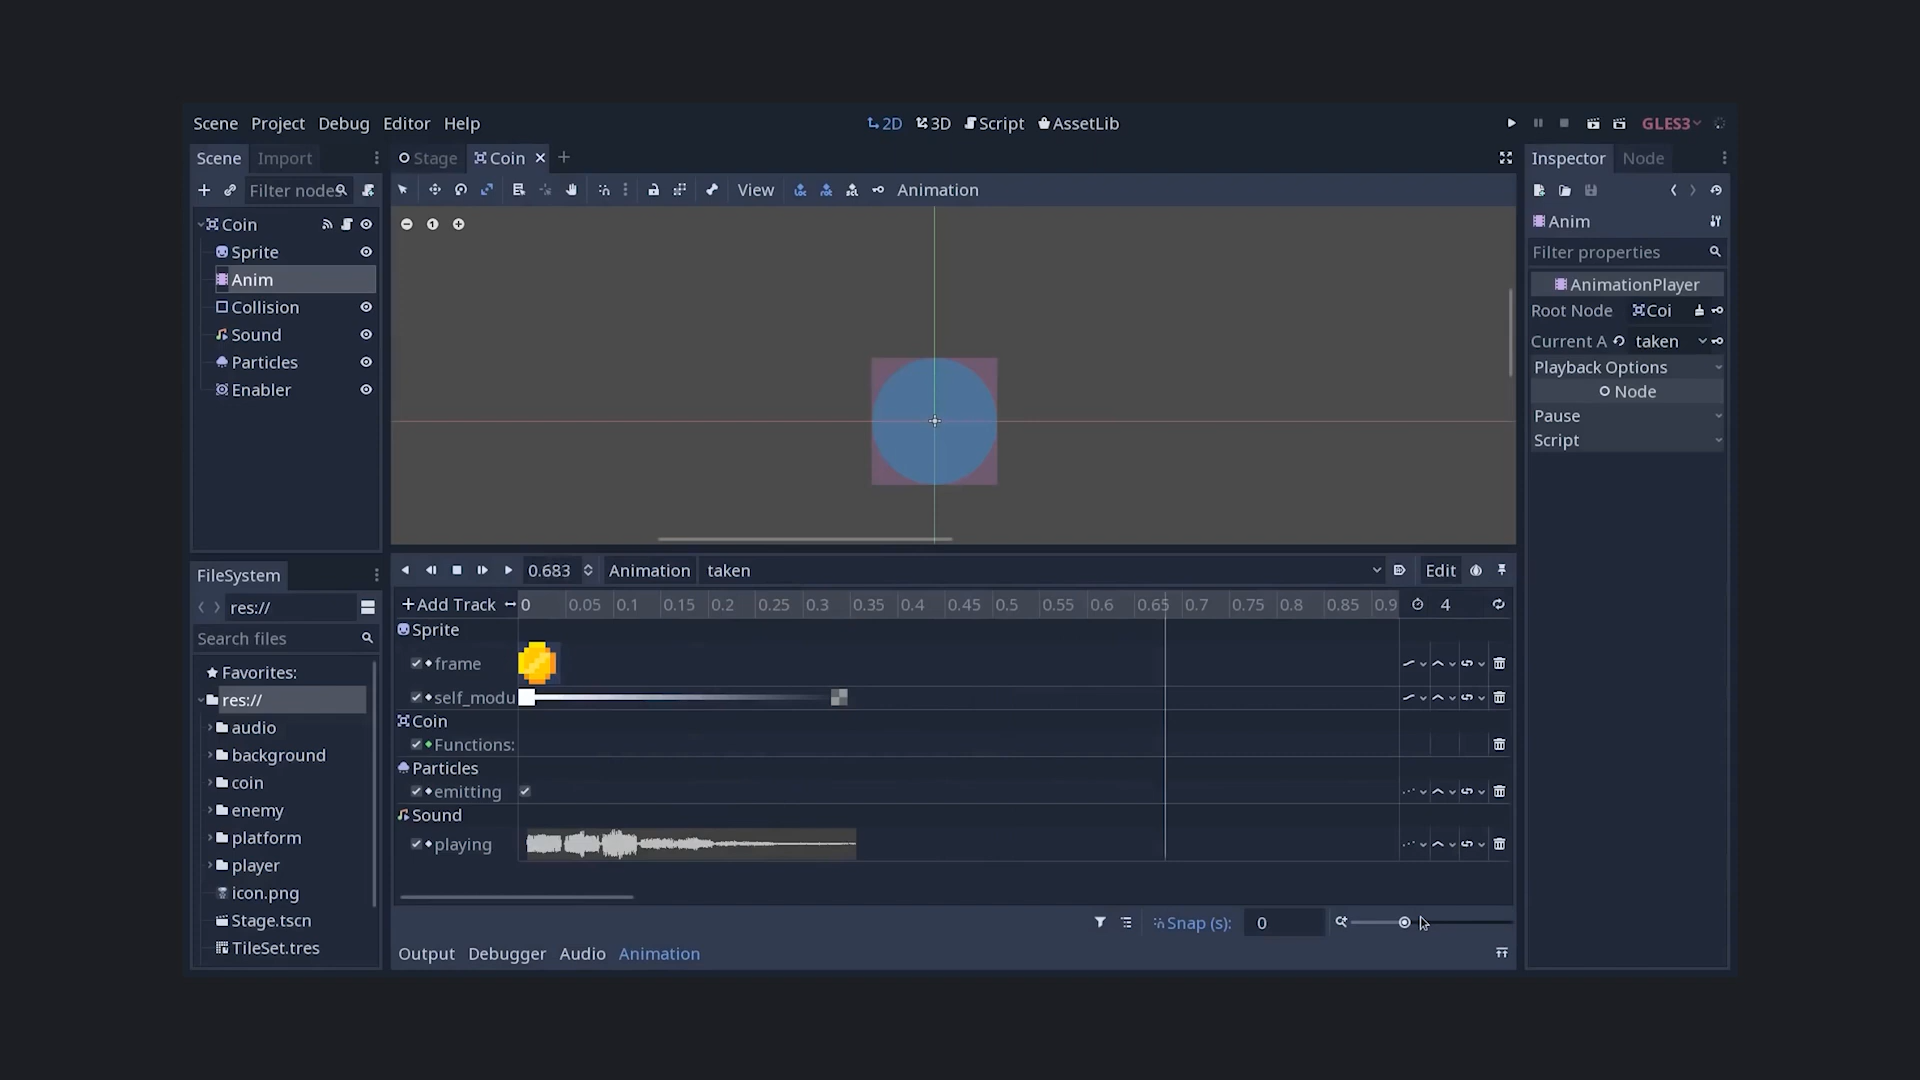 Scene Project Debug Editor Help 2D 3D Script AssetLib GLES3
Scene Import
Stage Coin
Inspector Node
Filter nodes
View Animation
Coin
Sprite
Anim
Collision
Sound
Particles
Enabler
1
Anim
Filter properties
AnimationPlayer
Root Node Coi
Current A taken
Playback Options
Node
Pause
Script
FileSystem
res://
Search files
Favorites:
res://
audio
background
coin
enemy
platform
player
icon.png
Stage.tscn
TileSet.tres
0.683 Animation taken Edit
Add Track 0 0.05 0.1 0.15 0.2 0.25 0.3 0.35 0.4 0.45 0.5 0.55 0.6 0.65 0.7 0.75 0.8 0.85 0.9 4
Sprite
frame
self_modu
Coin
Functions:
Particles
emitting
Sound
playing
Snap (s): 0
Output Debugger Audio Animation